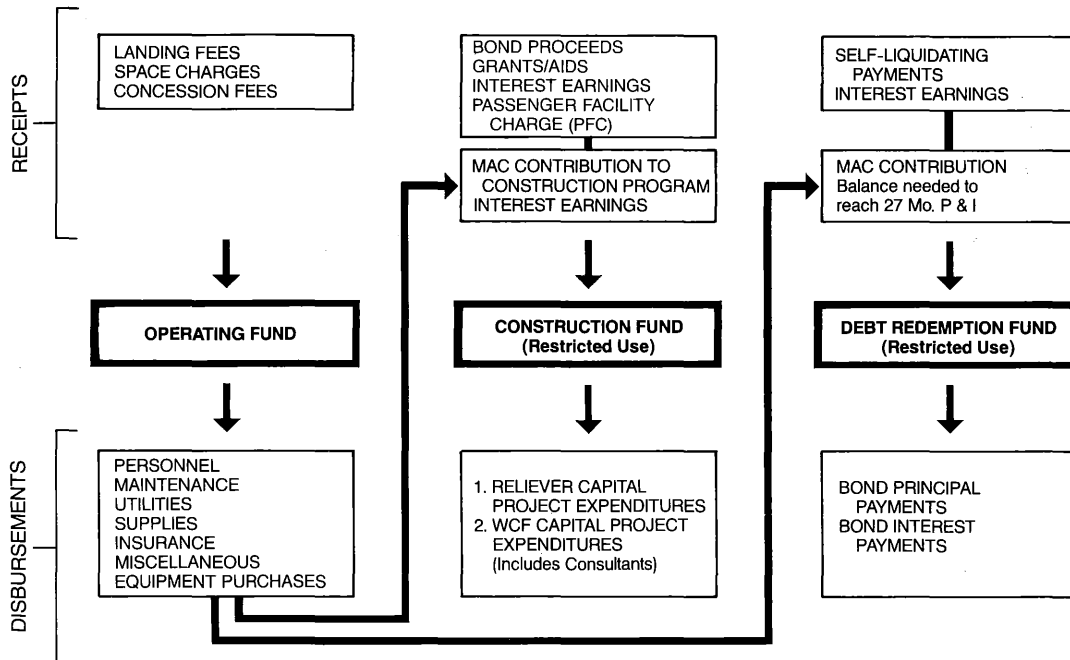 RECEIPTS
LANDING FEES
SPACE CHARGES
CONCESSION FEES
BOND PROCEEDS
GRANTS/AIDS
INTEREST EARNINGS
PASSENGER FACILITY
CHARGE (PFC)
SELF-LIQUIDATING
PAYMENTS
INTEREST EARNINGS
MAC CONTRIBUTION TO
CONSTRUCTION PROGRAM
INTEREST EARNINGS
MAC CONTRIBUTION
Balance needed to
reach 27 Mo. P & I
OPERATING FUND
CONSTRUCTION FUND
(Restricted Use)
DEBT REDEMPTION FUND
(Restricted Use)
DISBURSEMENTS
PERSONNEL
MAINTENANCE
UTILITIES
SUPPLIES
INSURANCE
MISCELLANEOUS
EQUIPMENT PURCHASES
1. RELIEVER CAPITAL
PROJECT EXPENDITURES
2. WCF CAPITAL PROJECT
EXPENDITURES
(Includes Consultants)
BOND PRINCIPAL
PAYMENTS
BOND INTEREST
PAYMENTS